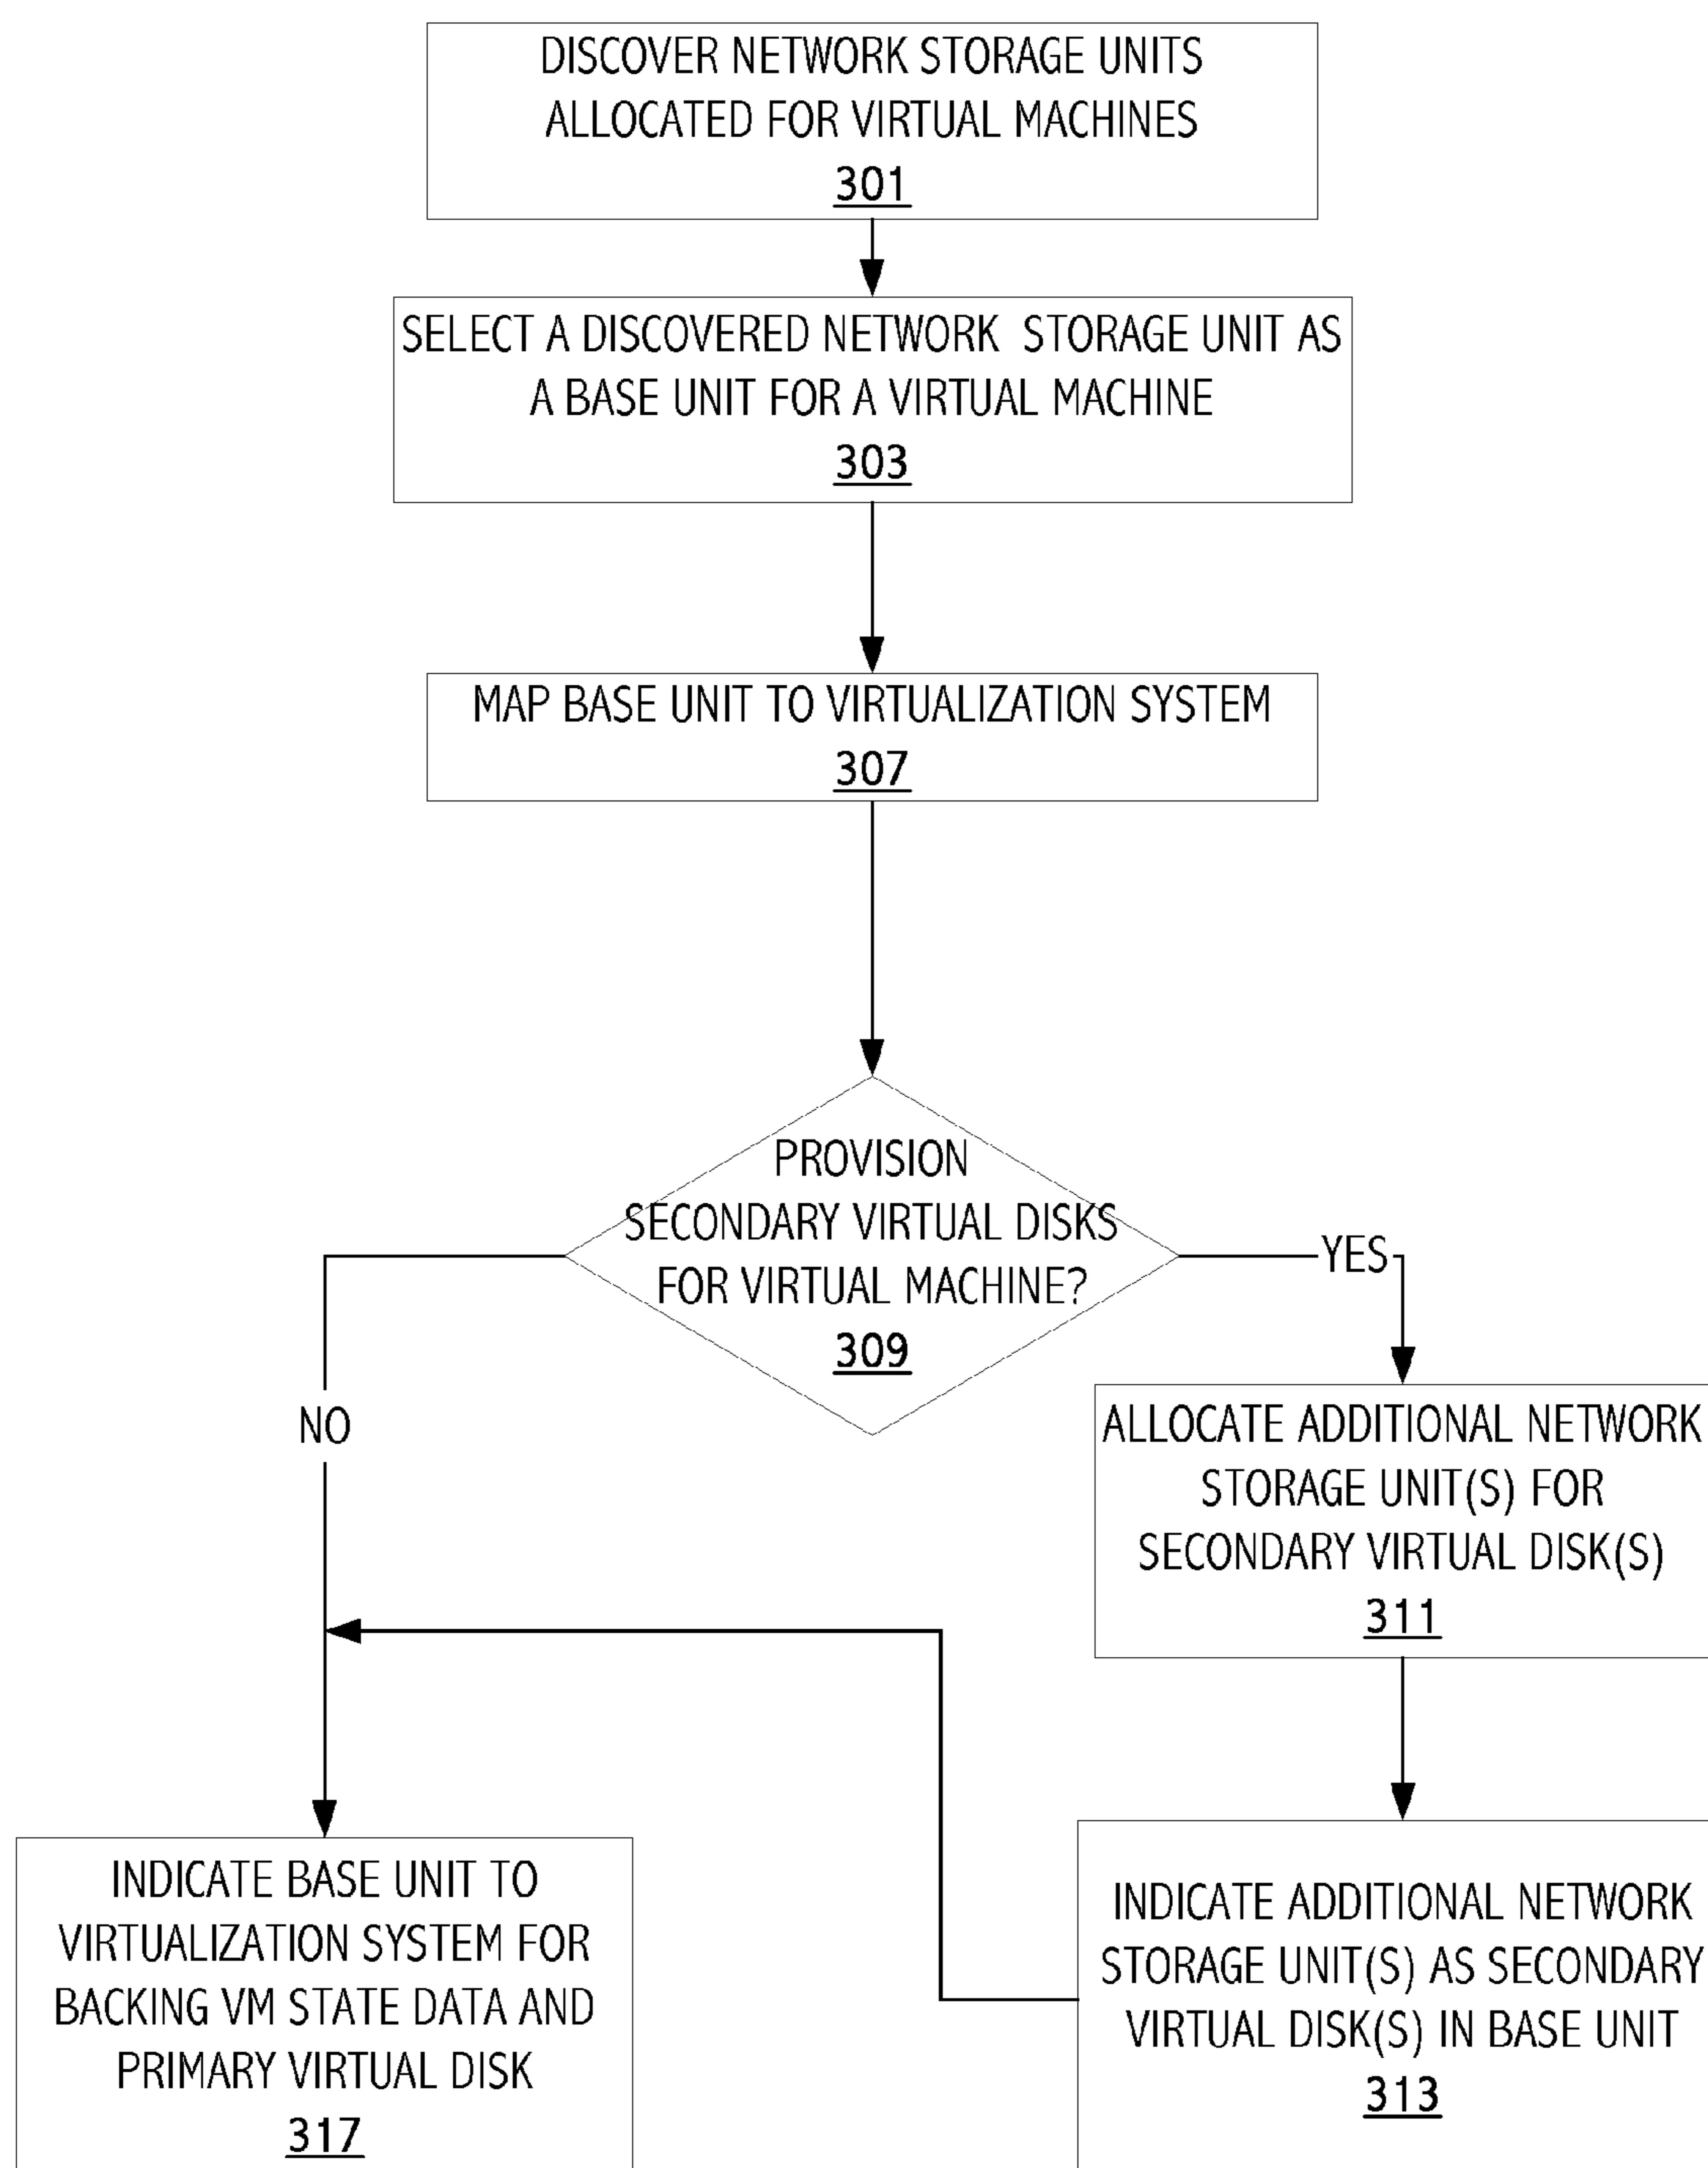 DISCOVER NETWORK STORAGE UNITS
ALLOCATED FOR VIRTUAL MACHINES
301
SELECT A DISCOVERED NETWORK STORAGE UNIT AS
A BASE UNIT FOR A VIRTUAL MACHINE
303
MAP BASE UNIT TO VIRTUALIZATION SYSTEM
307
PROVISION
SECONDARY VIRTUAL DISKS
FOR VIRTUAL MACHINE?
309
YES
NO
ALLOCATE ADDITIONAL NETWORK
STORAGE UNIT(S) FOR
SECONDARY VIRTUAL DISK(S)
311
INDICATE ADDITIONAL NETWORK
STORAGE UNIT(S) AS SECONDARY
VIRTUAL DISK(S) IN BASE UNIT
313
INDICATE BASE UNIT TO
VIRTUALIZATION SYSTEM FOR
BACKING VM STATE DATA AND
PRIMARY VIRTUAL DISK
317